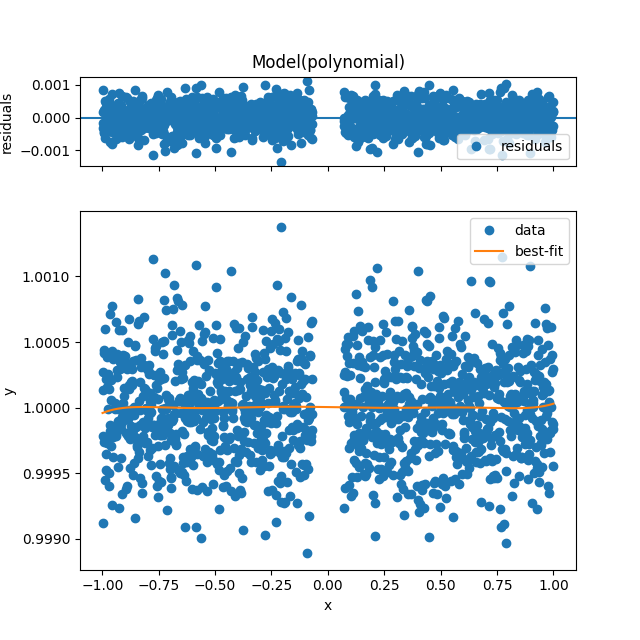 Model(polynomial)
0.001
0.000
−0.001
residuals
residuals
data
best-fit
1.0010
1.0005
1.0000
0.9995
0.9990
y
−1.00 −0.75 −0.50 −0.25 0.00 0.25 0.50 0.75 1.00
x